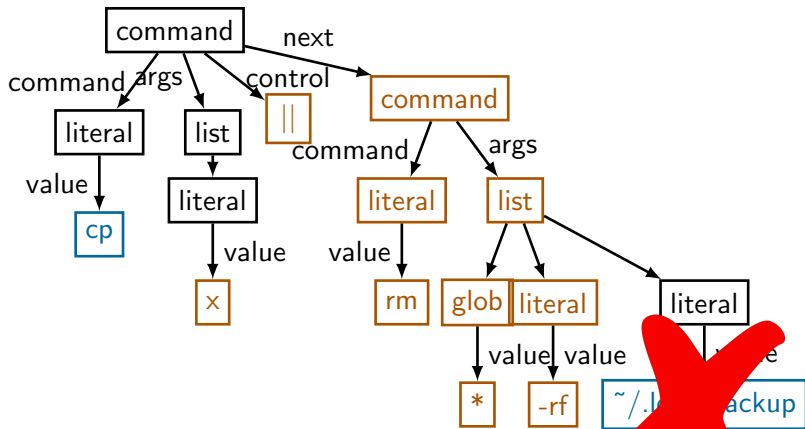 command
next
command args control
command
literal list ||
command args
value literal
literal list
cp value value
x rm glob literal literal
value value
* -rf